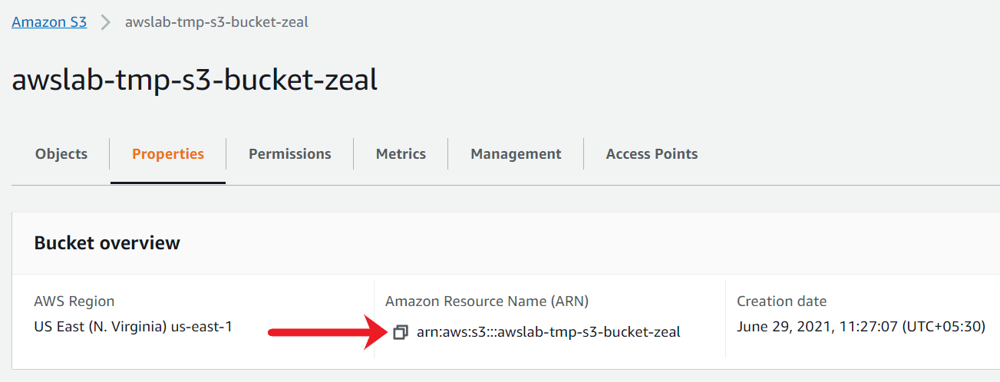 Amazon S3 awslab-tmp-s3-bucket-zeal
awslab-tmp-s3-bucket-zeal
Objects Properties Permissions Metrics Management Access Points
Bucket overview
AWS Region Amazon Resource Name (ARN) Creation date
US East (N. Virginia) us-east-1 arn:aws:s3:::awslab-tmp-s3-bucket-zeal June 29, 2021, 11:27:07 (UTC+05:30)